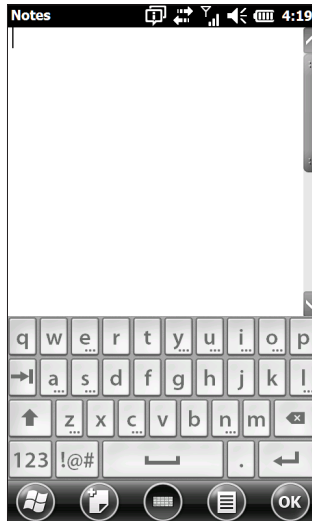 Notes 4:19
q w e r t y u i o p
a s d f g h j k l
z x c v b n m
123 !@# .
OK